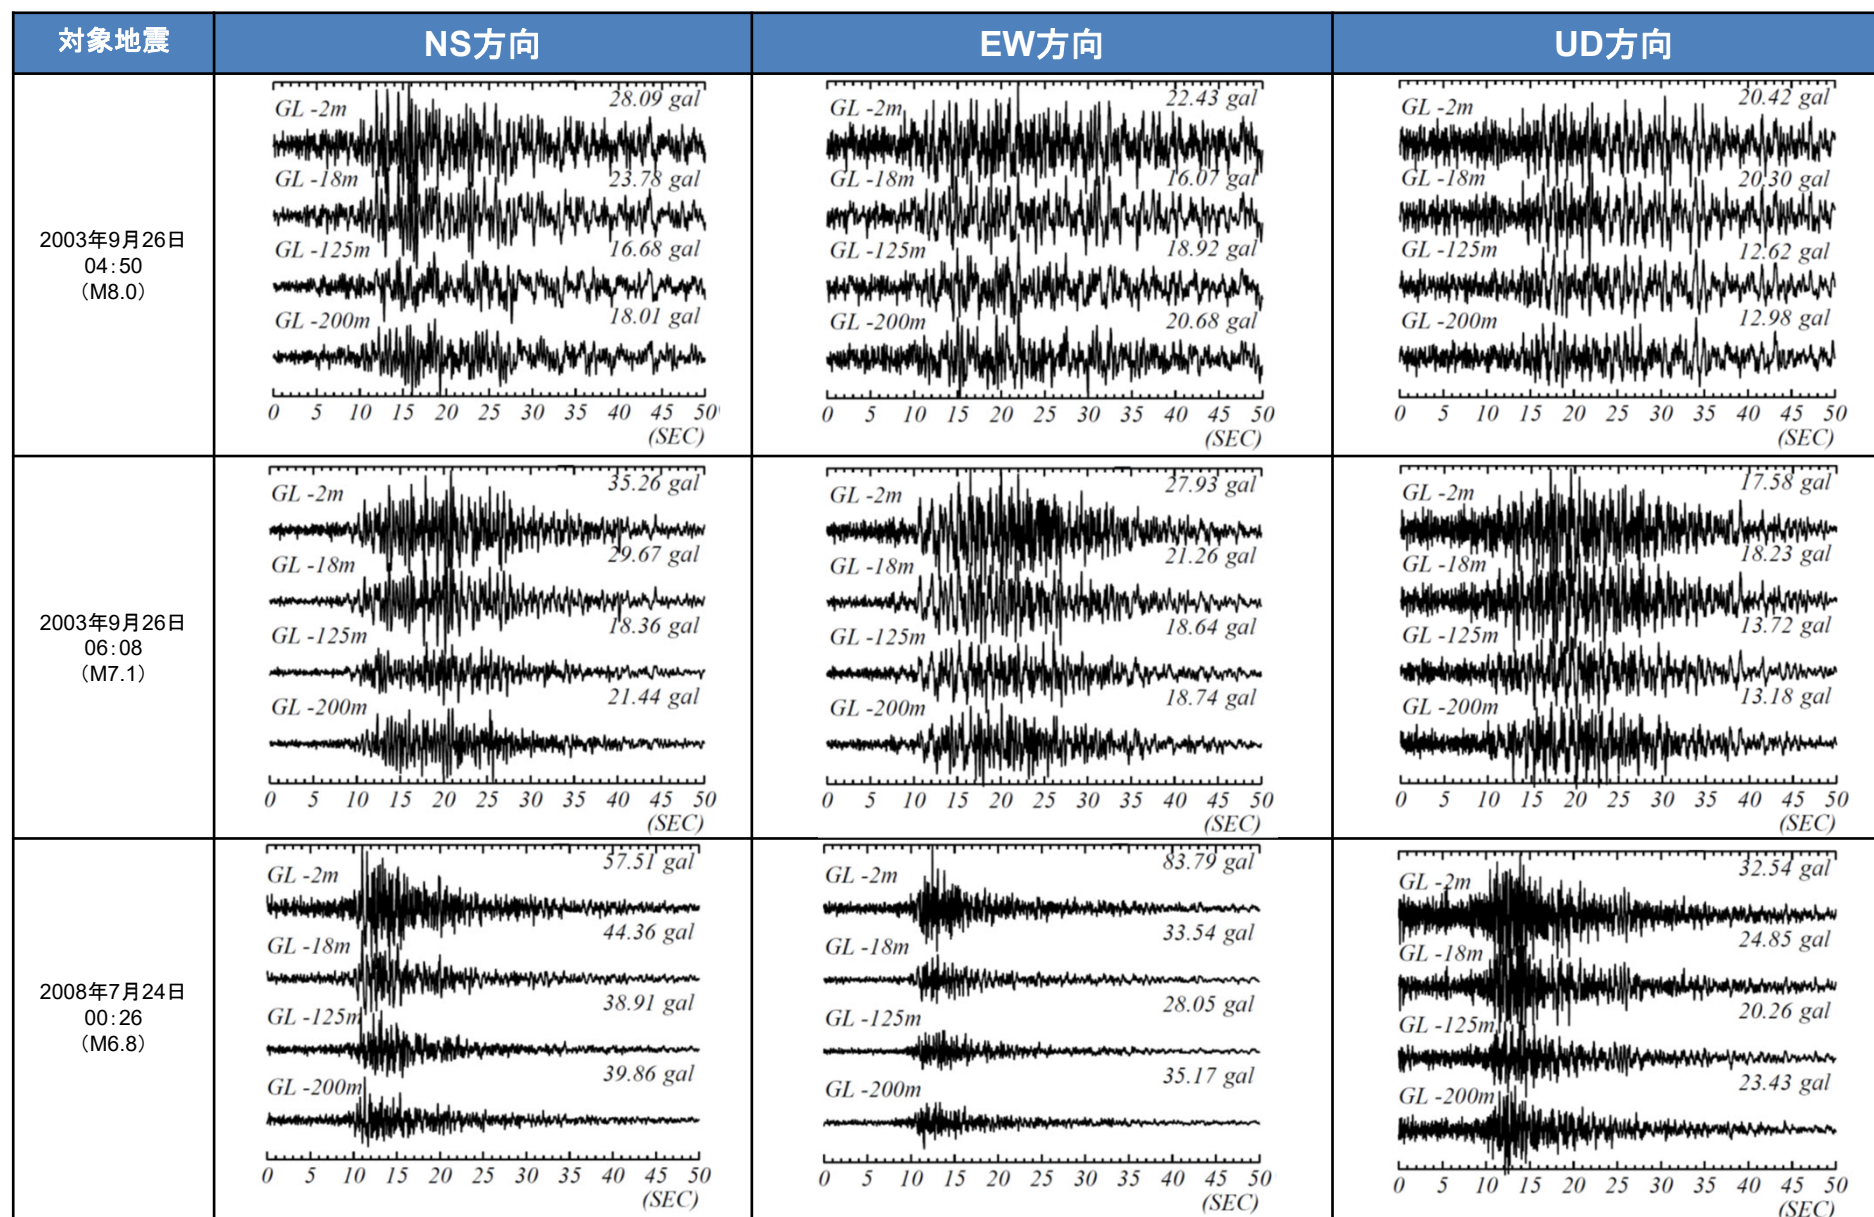 対象地震
NS方向
EW方向
UD方向
2003年9月26日
04:50
（M8.0）
GL -2m
28.09 gal
GL -18m
23.78 gal
GL -125m
16.68 gal
GL -200m
18.01 gal
0 5 10 15 20 25 30 35 40 45 50
(SEC)
GL -2m
22.43 gal
GL -18m
16.07 gal
GL -125m
18.92 gal
GL -200m
20.68 gal
0 5 10 15 20 25 30 35 40 45 50
(SEC)
GL -2m
20.42 gal
GL -18m
20.30 gal
GL -125m
12.62 gal
GL -200m
12.98 gal
0 5 10 15 20 25 30 35 40 45 50
(SEC)
2003年9月26日
06:08
（M7.1）
GL -2m
35.26 gal
GL -18m
29.67 gal
GL -125m
18.36 gal
GL -200m
21.44 gal
0 5 10 15 20 25 30 35 40 45 50
(SEC)
GL -2m
27.93 gal
GL -18m
21.26 gal
GL -125m
18.64 gal
GL -200m
18.74 gal
0 5 10 15 20 25 30 35 40 45 50
(SEC)
GL -2m
17.58 gal
GL -18m
18.23 gal
GL -125m
13.72 gal
GL -200m
13.18 gal
0 5 10 15 20 25 30 35 40 45 50
(SEC)
2008年7月24日
00:26
（M6.8）
GL -2m
57.51 gal
GL -18m
44.36 gal
GL -125m
38.91 gal
GL -200m
39.86 gal
0 5 10 15 20 25 30 35 40 45 50
(SEC)
GL -2m
83.79 gal
GL -18m
33.54 gal
GL -125m
28.05 gal
GL -200m
35.17 gal
0 5 10 15 20 25 30 35 40 45 50
(SEC)
GL -2m
32.54 gal
GL -18m
24.85 gal
GL -125m
20.26 gal
GL -200m
23.43 gal
0 5 10 15 20 25 30 35 40 45 50
(SEC)